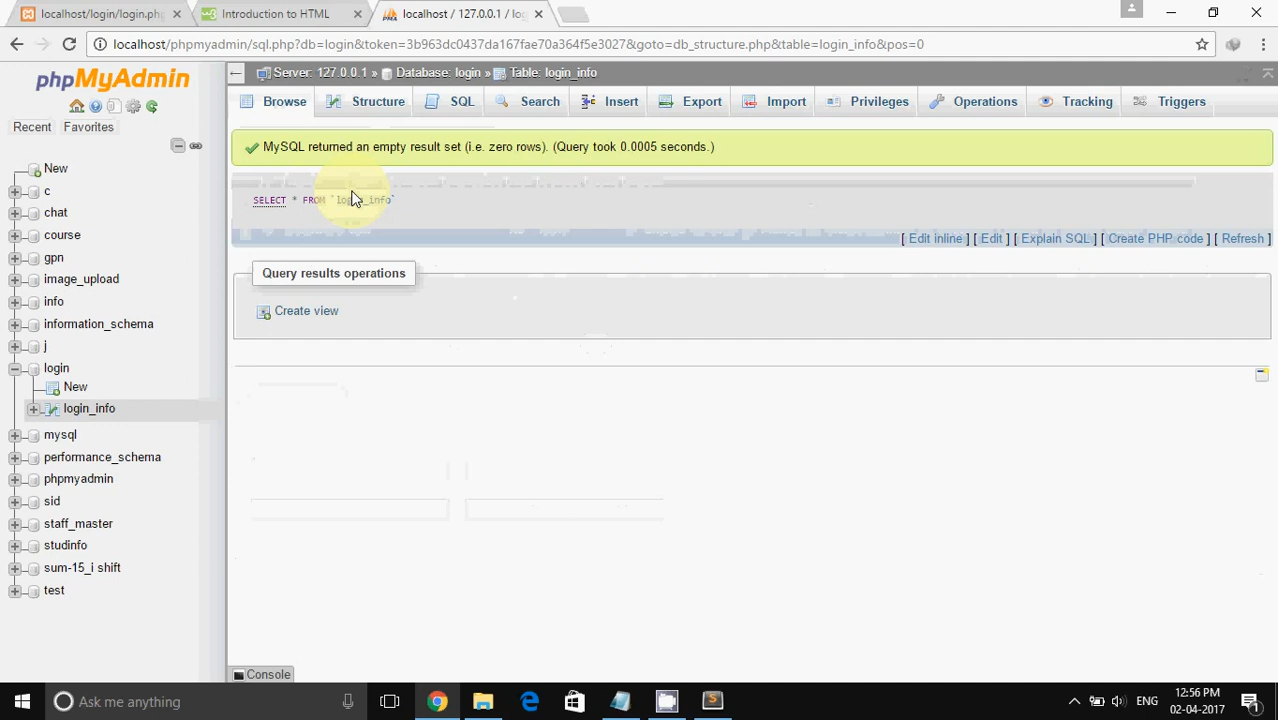 localhost/login/login.ph
Introduction to HTML
localhost / 127.0.0.1 / log
localhost/phpmyadmin/sql.php?db=login&token=3b963dc0437da167fae70a364f5e3027&goto=db_structure.php&table=login_info&pos=0
phpMyAdmin
Recent
Favorites
New
c
chat
course
gpn
image_upload
info
information_schema
j
login
New
login_info
mysql
performance_schema
phpmyadmin
sid
staff_master
studinfo
sum-15_i shift
test
Server: 127.0.0.1 » Database: login » Table: login_info
Browse
Structure
SQL
Search
Insert
Export
Import
Privileges
Operations
Tracking
Triggers
MySQL returned an empty result set (i.e. zero rows). (Query took 0.0005 seconds.)
SELECT * FROM `login_info`
[ Edit inline ] [ Edit ] [ Explain SQL ] [ Create PHP code ] [ Refresh ]
Query results operations
Create view
Console
Ask me anything
ENG
12:56 PM
02-04-2017
1